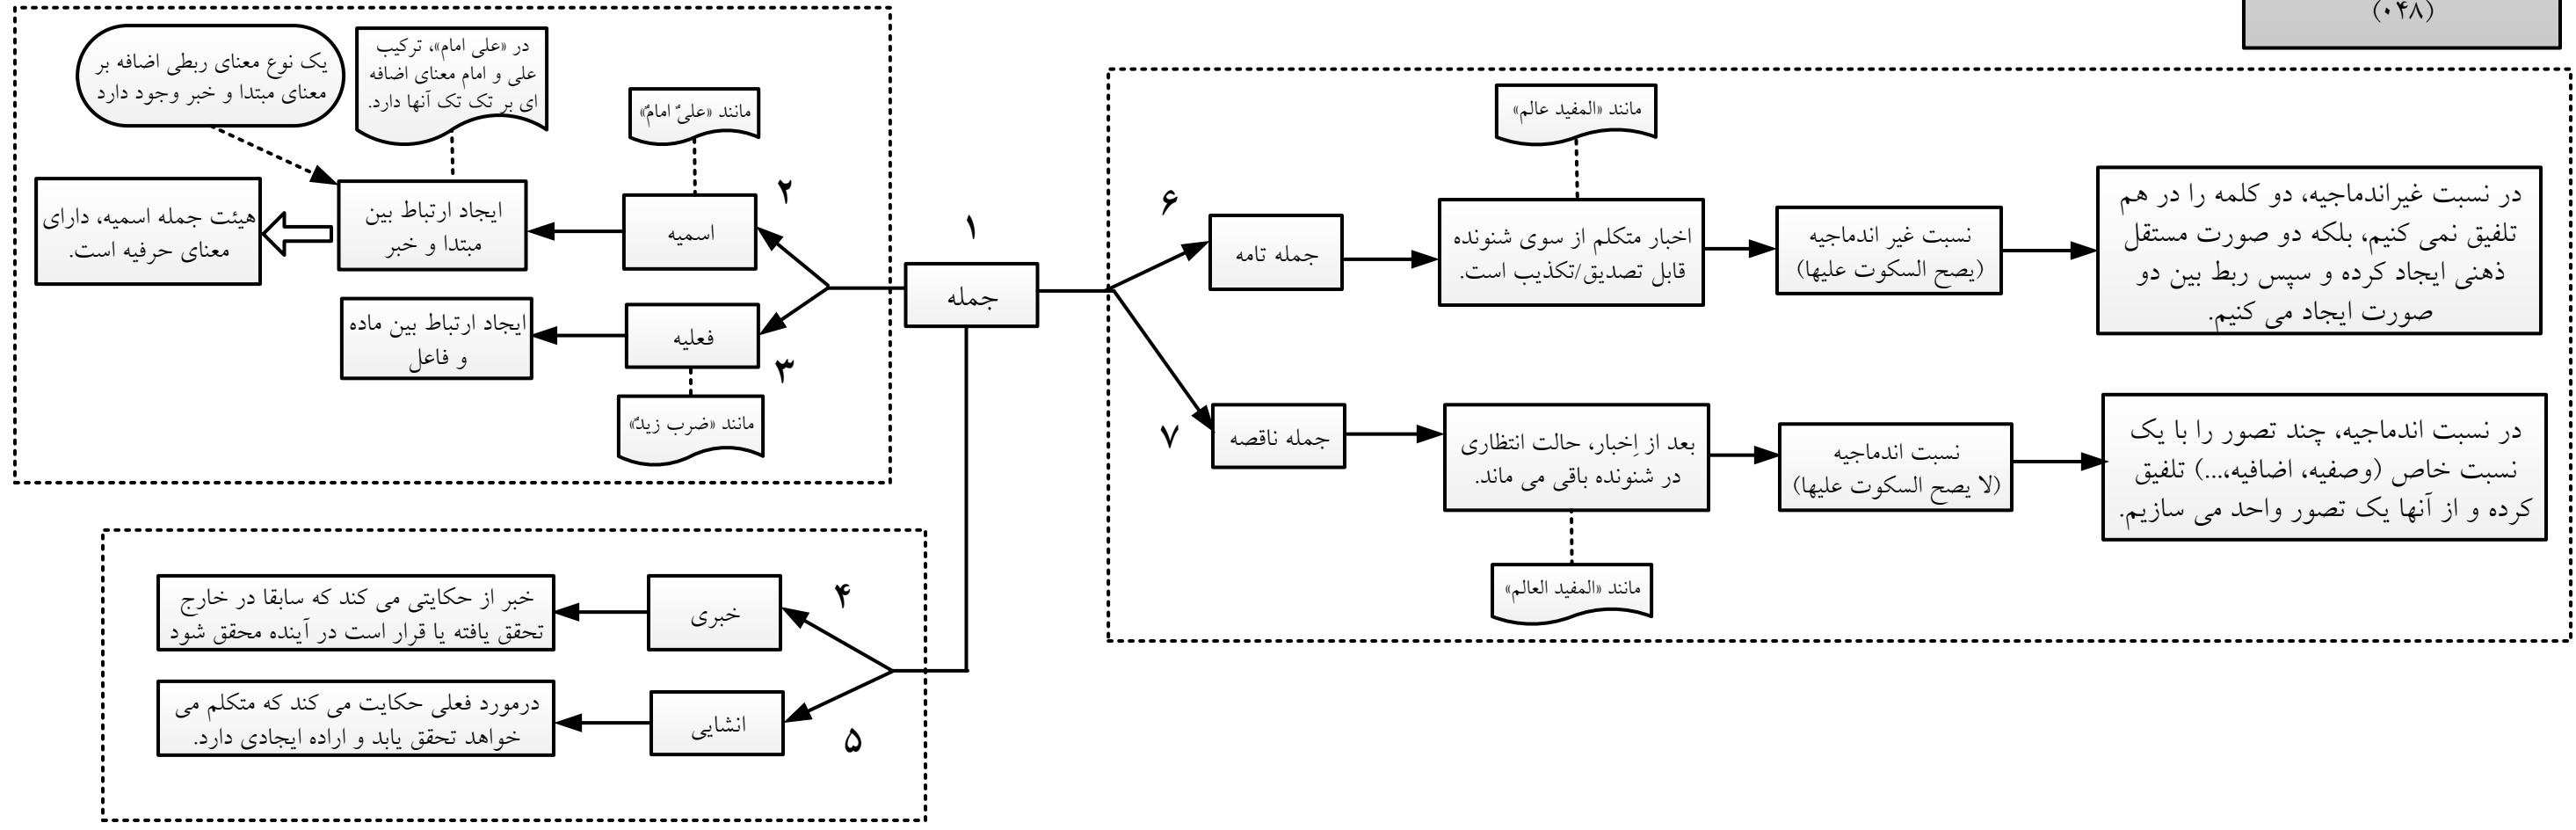 (۰۴۸)
۱
جمله
یک نوع معنای ربطی اضافه بر
معنای مبتدا و خبر وجود دارد
در «علی امام»، ترکیب
علی و امام معنای اضافه
ای بر تک تک آنها دارد.
مانند «علیٌ امامٌ»
۲
اسمیه
ایجاد ارتباط بین
مبتدا و خبر
هیئت جمله اسمیه، دارای
معنای حرفیه است.
۳
فعلیه
ایجاد ارتباط بین ماده
و فاعل
مانند «ضرب زیدٌ»
۴
خبری
خبر از حکایتی می کند که سابقا در خارج
تحقق یافته یا قرار است در آینده محقق شود
۵
انشایی
درمورد فعلی حکایت می کند که متکلم می
خواهد تحقق یابد و اراده ایجادی دارد.
۶
جمله تامه
مانند «المفید عالم»
اخبار متکلم از سوی شنونده
قابل تصدیق/تکذیب است.
نسبت غیر اندماجیه
(یصح السکوت علیها)
در نسبت غیراندماجیه، دو کلمه را در هم
تلفیق نمی کنیم، بلکه دو صورت مستقل
ذهنی ایجاد کرده و سپس ربط بین دو
صورت ایجاد می کنیم.
۷
جمله ناقصه
بعد از اِخبار، حالت انتظاری
در شنونده باقی می ماند.
مانند «المفید العالم»
نسبت اندماجیه
(لا یصح السکوت علیها)
در نسبت اندماجیه، چند تصور را با یک
نسبت خاص (وصفیه، اضافیه،...) تلفیق
کرده و از آنها یک تصور واحد می سازیم.